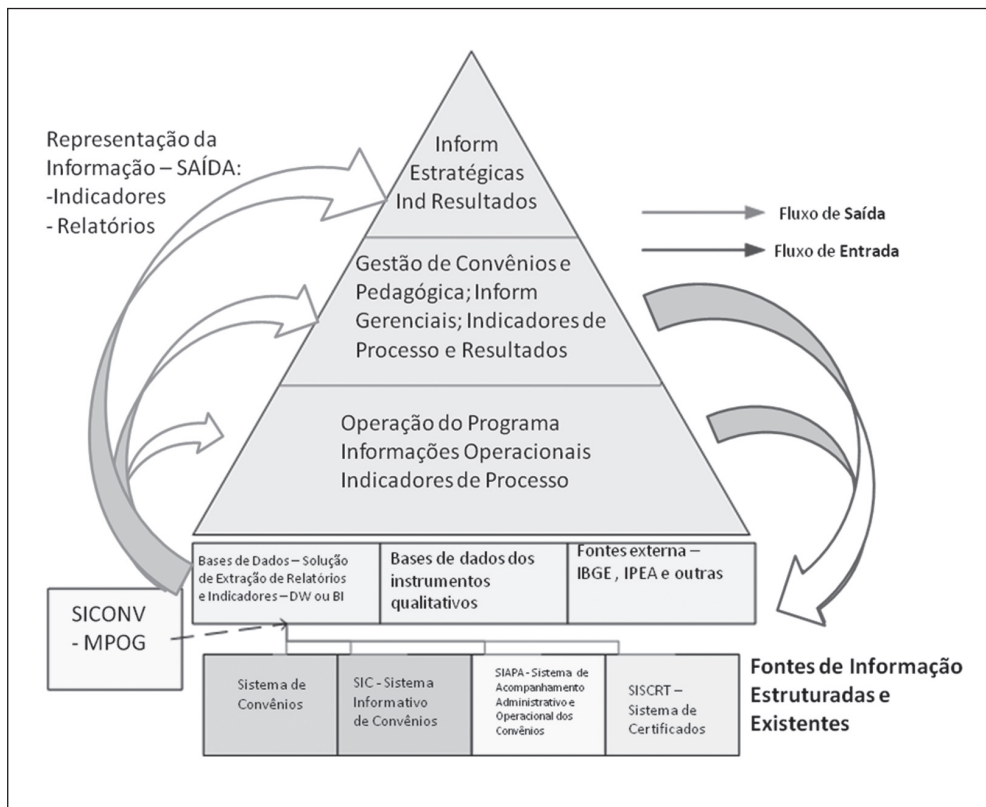 Representação da
Informação – SAÍDA:
-Indicadores
- Relatórios
Inform
Estratégicas
Ind Resultados
Fluxo de Saída
Fluxo de Entrada
Gestão de Convênios e
Pedagógica; Inform
Gerenciais; Indicadores de
Processo e Resultados
Operação do Programa
Informações Operacionais
Indicadores de Processo
Bases de Dados – Solução
de Extração de Relatórios
e Indicadores – DW ou BI
Bases de dados dos
instrumentos
qualitativos
Fontes externa –
IBGE , IPEA e outras
SICONV
- MPOG
Sistema de
Convênios
SIC - Sistema
Informativo
de Convênios
SIAPA - Sistema de
Acompanhamento
Administrativo e
Operacional dos
Convênios
SISCRT –
Sistema de
Certificados
Fontes de Informação
Estruturadas e
Existentes